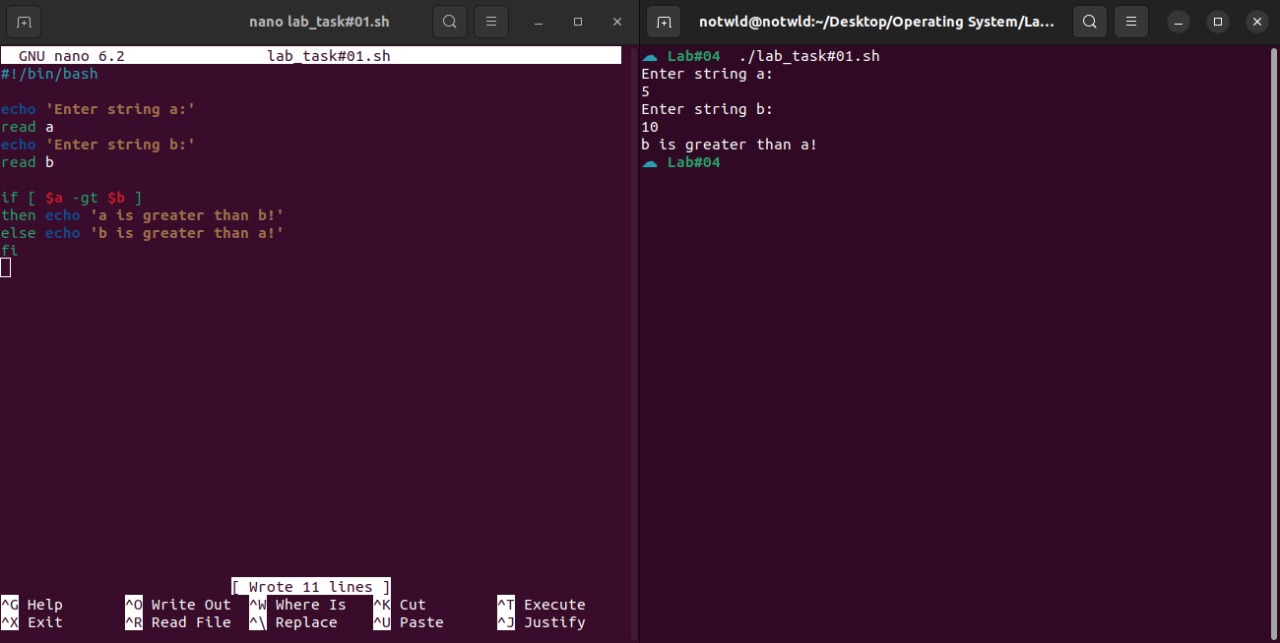 nano lab_task#01.sh
GNU nano 6.2 lab_task#01.sh
#!/bin/bash
echo 'Enter string a:'
read a
echo 'Enter string b:'
read b
if [ $a -gt $b ]
then echo 'a is greater than b!'
else echo 'b is greater than a!'
fi
[ Wrote 11 lines ]
^G Help ^O Write Out ^W Where Is ^K Cut ^T Execute
^X Exit ^R Read File ^\ Replace ^U Paste ^J Justify
notwld@notwld:~/Desktop/Operating System/La...
Lab#04 ./lab_task#01.sh
Enter string a:
5
Enter string b:
10
b is greater than a!
Lab#04